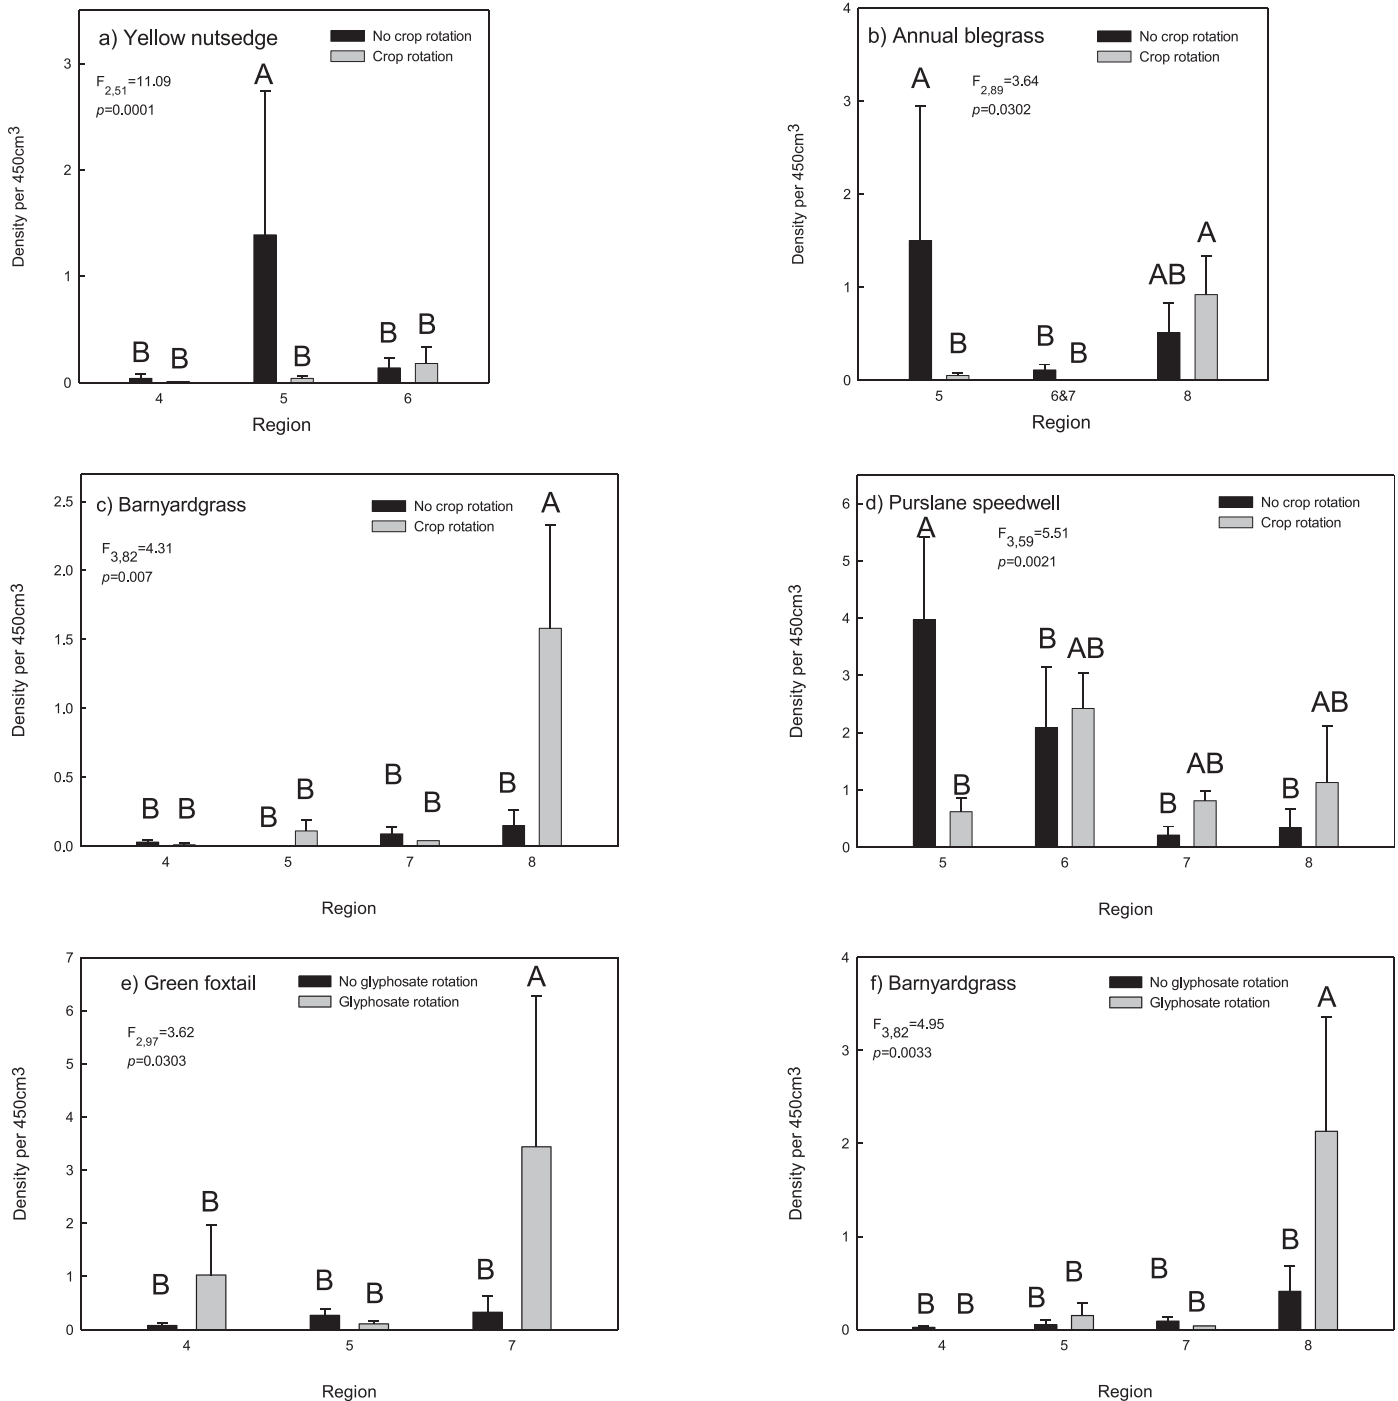 a) Yellow nutsedge
No crop rotation
Crop rotation
F2,51=11.09
p=0.0001
A
B B B B B
3
2
1
0
Density per 450cm3
4 5 6
Region
b) Annual blegrass
No crop rotation
Crop rotation
F2,89=3.64
p=0.0302
A
A
AB
B B B
4
3
2
1
0
Density per 450cm3
5 6&7 8
Region
c) Barnyardgrass
No crop rotation
Crop rotation
F3,82=4.31
p=0.007
A
B B B B B B B
2.5
2.0
1.5
1.0
0.5
0.0
Density per 450cm3
4 5 7 8
Region
d) Purslane speedwell
No crop rotation
Crop rotation
F3,59=5.51
p=0.0021
A B B AB B AB B AB
6
5
4
3
2
1
0
Density per 450cm3
5 6 7 8
Region
e) Green foxtail
No glyphosate rotation
Glyphosate rotation
F2,97=3.62
p=0.0303
B B B B B A
7
6
5
4
3
2
1
0
Density per 450cm3
4 5 7
Region
f) Barnyardgrass
No glyphosate rotation
Glyphosate rotation
F3,82=4.95
p=0.0033
B B B B B B B A
4
3
2
1
0
Density per 450cm3
4 5 7 8
Region